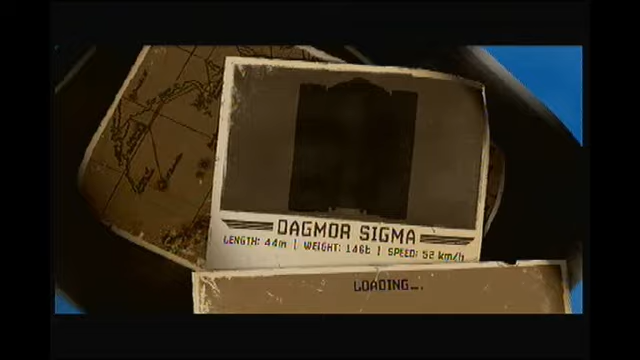 DAGMOR SIGMA
LENGTH: 44m | WEIGHT: 146t | SPEED: 52 km/h
LOADING...